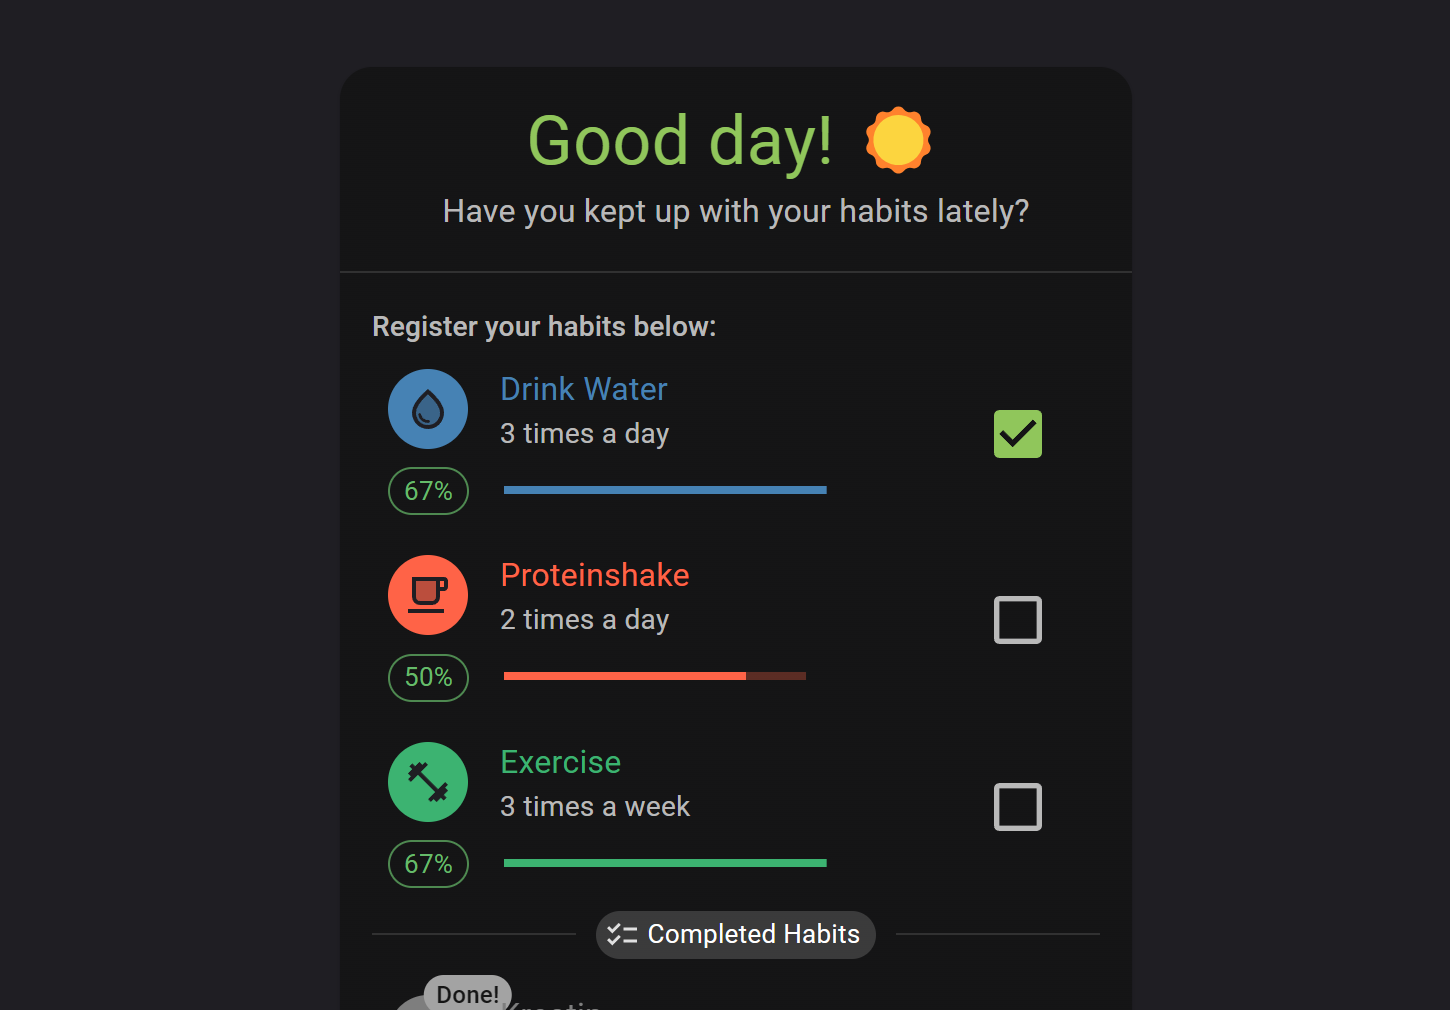 Good day!
Have you kept up with your habits lately?
Register your habits below:
Drink Water
3 times a day
67%
Proteinshake
2 times a day
50%
Exercise
3 times a week
67%
Completed Habits
Done!